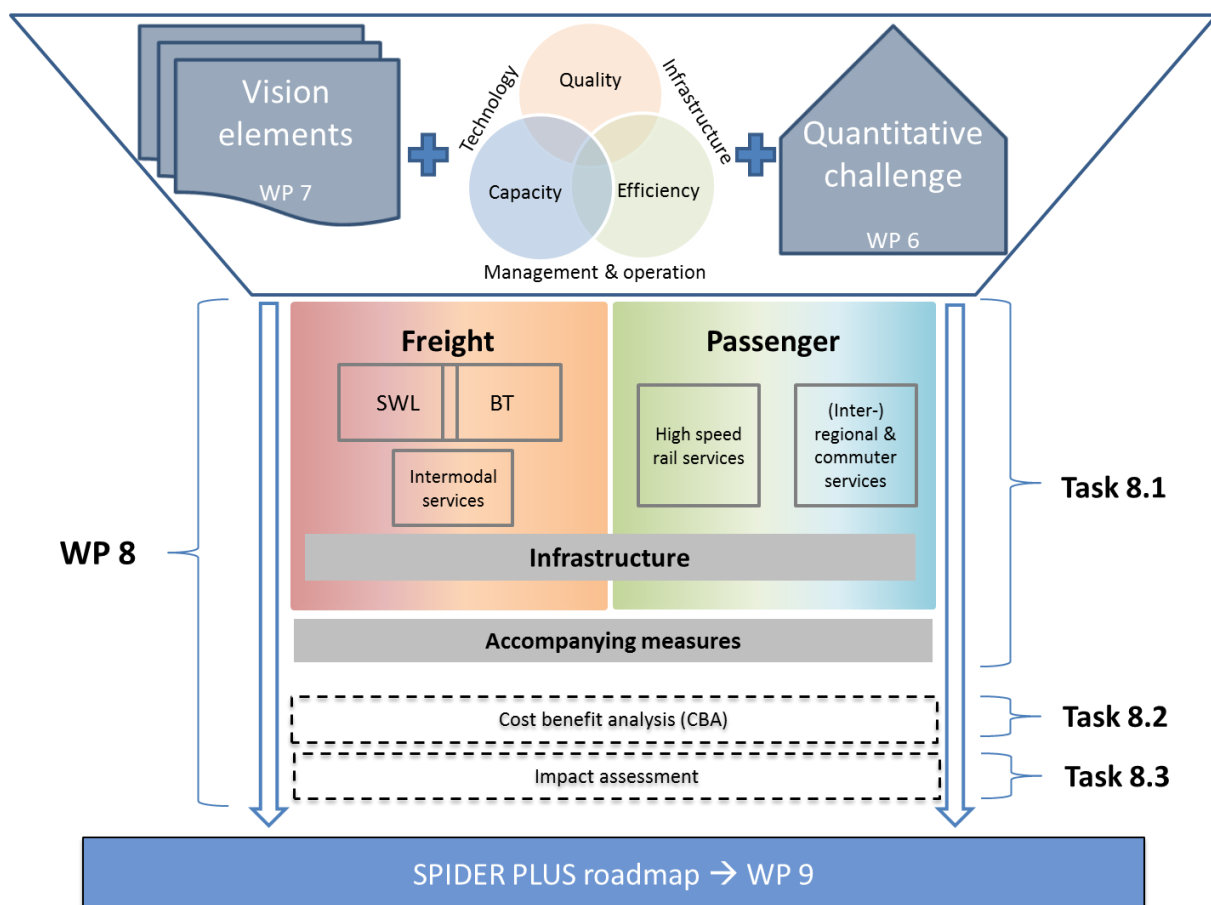 Vision
elements
WP 7
Technology
Quality
Infrastructure
Capacity
Efficiency
Management & operation
Quantitative
challenge
WP 6
Freight
Passenger
SWL
BT
Intermodal
services
High speed
rail services
(Inter-)
regional &
commuter
services
Infrastructure
Accompanying measures
Cost benefit analysis (CBA)
Impact assessment
WP 8
Task 8.1
Task 8.2
Task 8.3
SPIDER PLUS roadmap → WP 9